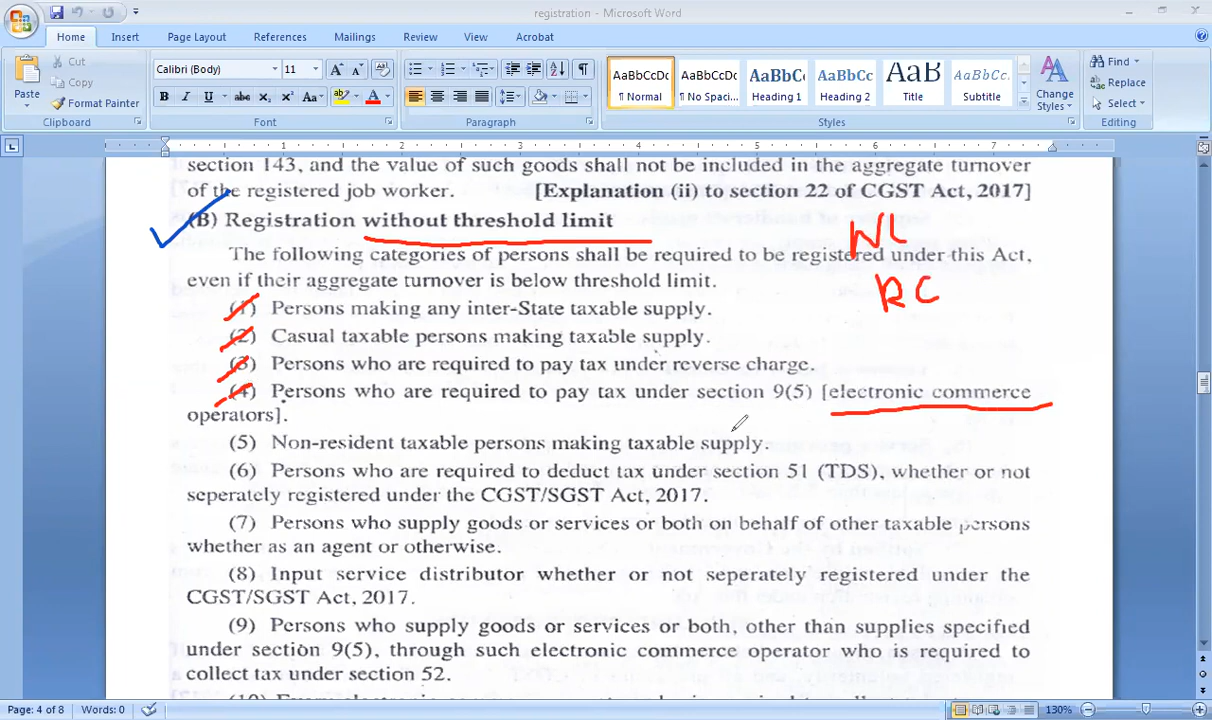 registration - Microsoft Word
Home Insert Page Layout References Mailings Review View Acrobat
Paste
Cut
Copy
Format Painter
Clipboard
Calibri (Body) 11
Font
Paragraph
AaBbCcDc
¶ Normal
AaBbCcDc
¶ No Spaci...
AaBbC
Heading 1
AaBbCc
Heading 2
AaB
Title
AaBbCc.
Subtitle
Change
Styles
Styles
Find
Replace
Select
Editing
1 2 3 4 5 6 7
section 143, and the value of such goods shall not be included in the aggregate turnover
of the registered job worker. [Explanation (ii) to section 22 of CGST Act, 2017]
(B) Registration without threshold limit
The following categories of persons shall be required to be registered under this Act,
even if their aggregate turnover is below threshold limit.
RC
(1) Persons making any inter-State taxable supply.
(2) Casual taxable persons making taxable supply.
(3) Persons who are required to pay tax under reverse charge.
(4) Persons who are required to pay tax under section 9(5) [electronic commerce
operators].
(5) Non-resident taxable persons making taxable supply.
(6) Persons who are required to deduct tax under section 51 (TDS), whether or not
seperately registered under the CGST/SGST Act, 2017.
(7) Persons who supply goods or services or both on behalf of other taxable persons
whether as an agent or otherwise.
(8) Input service distributor whether or not seperately registered under the
CGST/SGST Act, 2017.
(9) Persons who supply goods or services or both, other than supplies specified
under section 9(5), through such electronic commerce operator who is required to
collect tax under section 52.
Page: 4 of 8 Words: 0 130%